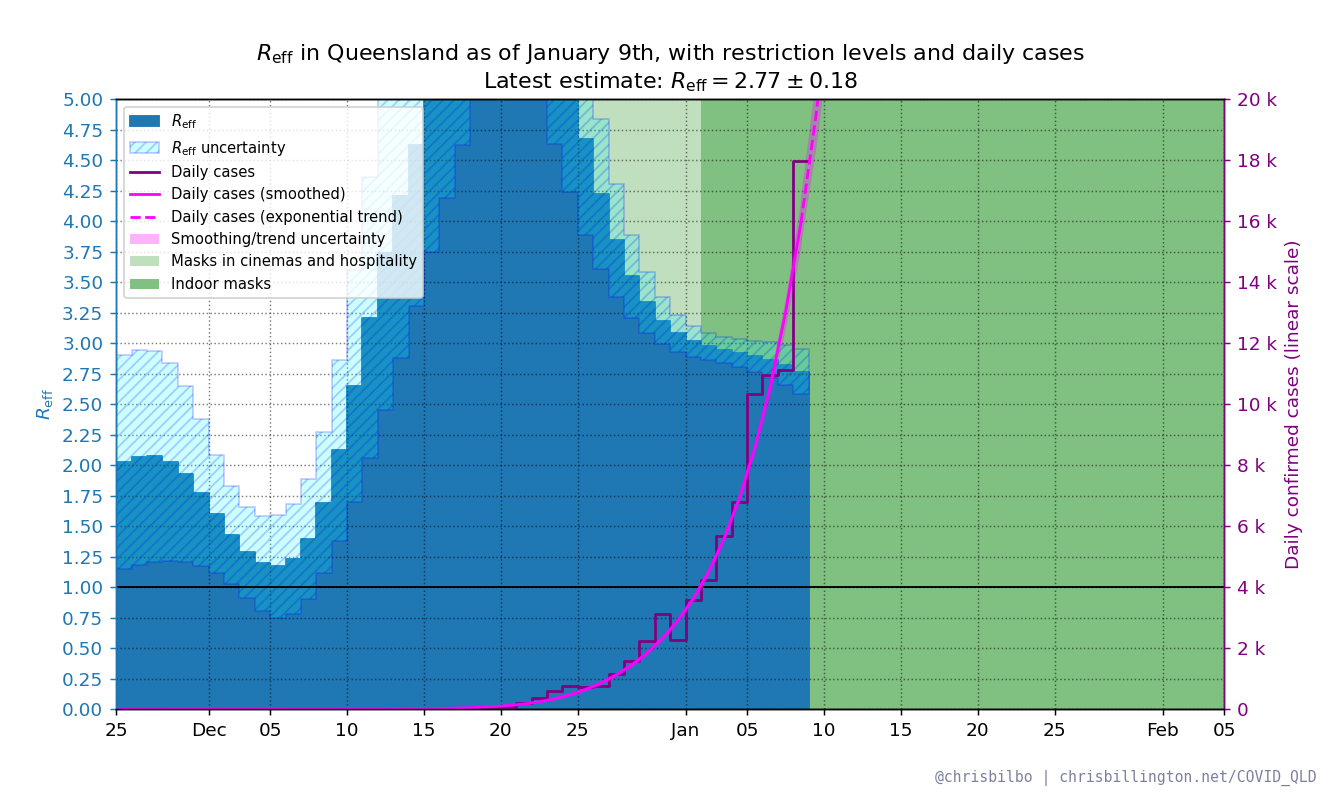 R_eff in Queensland as of January 9th, with restriction levels and daily cases
Latest estimate: R_eff = 2.77 ± 0.18
5.00
4.75
4.50
4.25
4.00
3.75
3.50
3.25
3.00
2.75
2.50
2.25
2.00
1.75
1.50
1.25
1.00
0.75
0.50
0.25
0.00
R_eff
R_eff
R_eff uncertainty
Daily cases
Daily cases (smoothed)
Daily cases (exponential trend)
Smoothing/trend uncertainty
Masks in cinemas and hospitality
Indoor masks
20 k
18 k
16 k
14 k
12 k
10 k
8 k
6 k
4 k
2 k
0
Daily confirmed cases (linear scale)
25 Dec 05 10 15 20 25 Jan 05 10 15 20 25 Feb 05
@chrisbilbo | chrisbillington.net/COVID_QLD